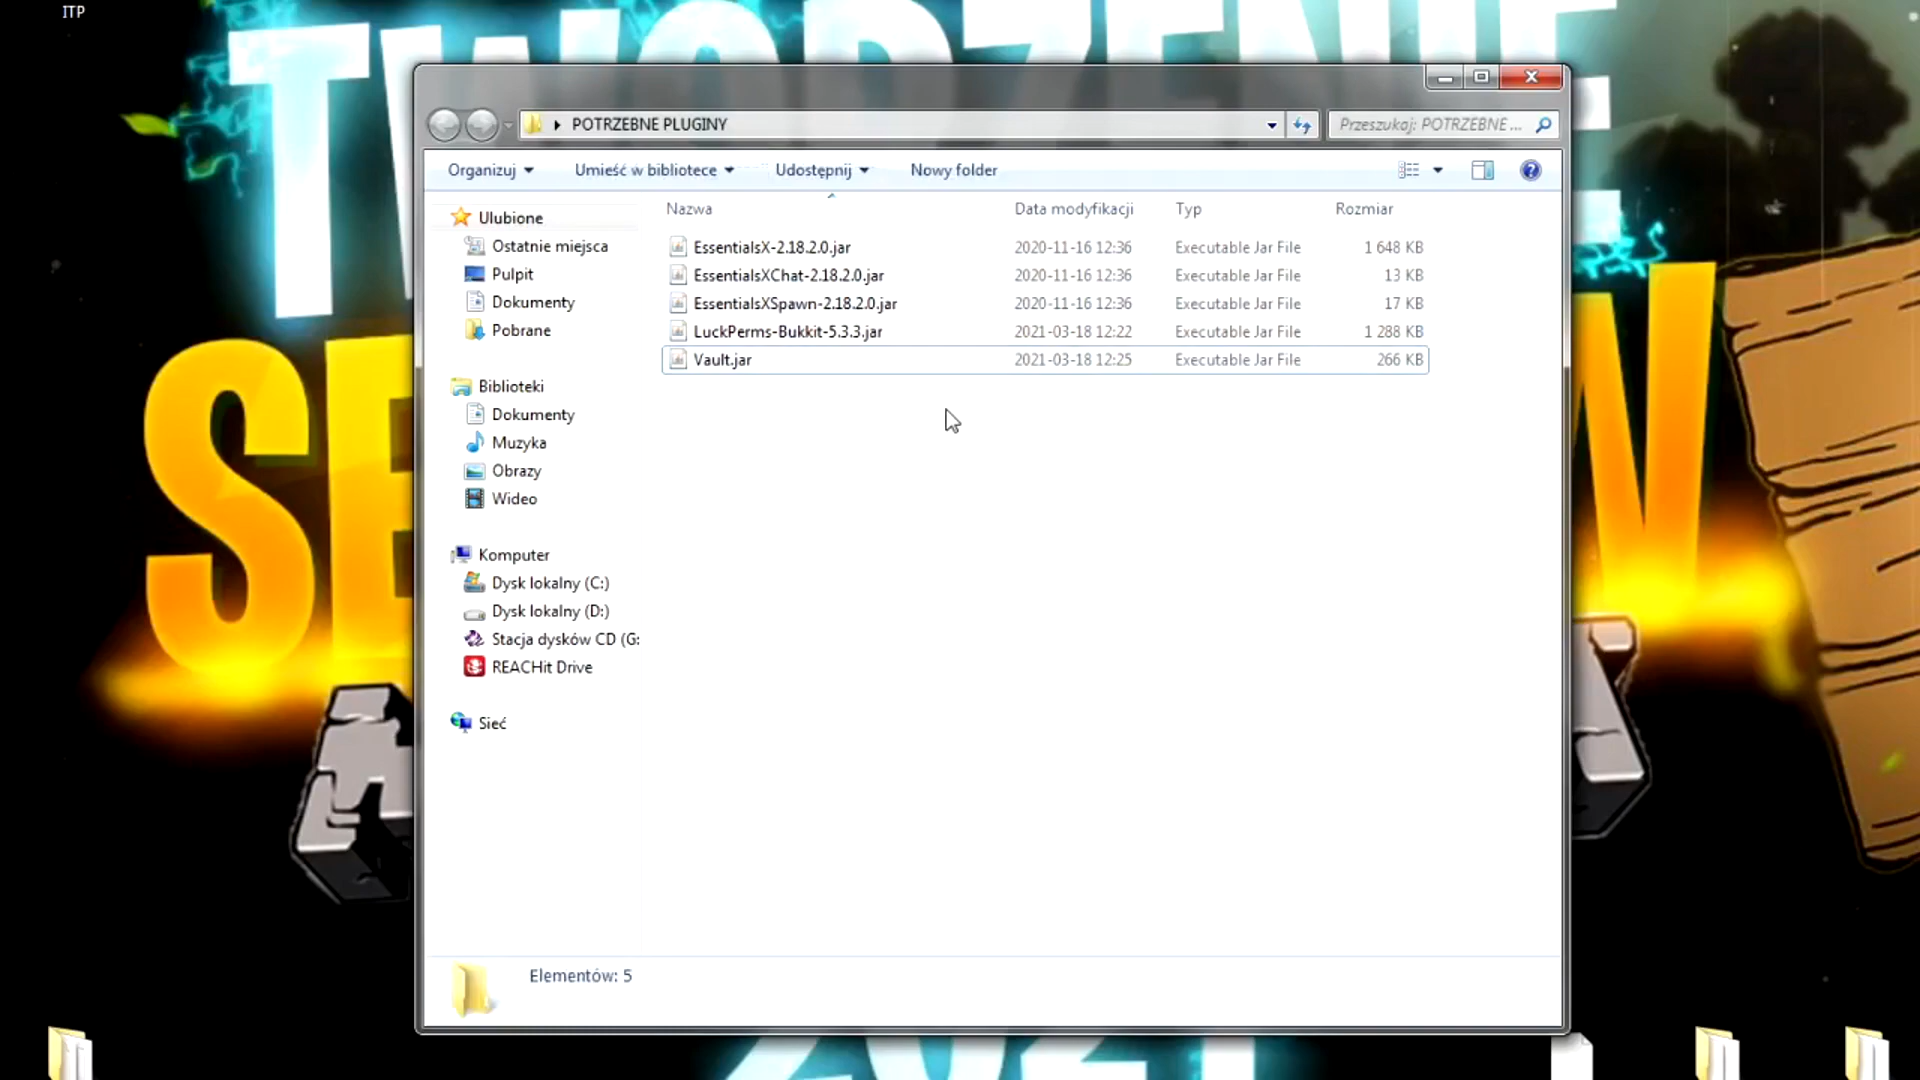 ITP
TWORZENIE
POTRZEBNE PLUGINY
Przeszukaj: POTRZEBNE ...
Organizuj
Umieść w bibliotece
Udostępnij
Nowy folder
Nazwa
Data modyfikacji
Typ
Rozmiar
EssentialsX-2.18.2.0.jar
2020-11-16 12:36
Executable Jar File
1 648 KB
EssentialsXChat-2.18.2.0.jar
2020-11-16 12:36
Executable Jar File
13 KB
EssentialsXSpawn-2.18.2.0.jar
2020-11-16 12:36
Executable Jar File
17 KB
LuckPerms-Bukkit-5.3.3.jar
2021-03-18 12:22
Executable Jar File
1 288 KB
Vault.jar
2021-03-18 12:25
Executable Jar File
266 KB
Ulubione
Ostatnie miejsca
Pulpit
Dokumenty
Pobrane
Biblioteki
Dokumenty
Muzyka
Obrazy
Wideo
Komputer
Dysk lokalny (C:)
Dysk lokalny (D:)
Stacja dysków CD (G:
REACHit Drive
Sieć
Elementów: 5
2021